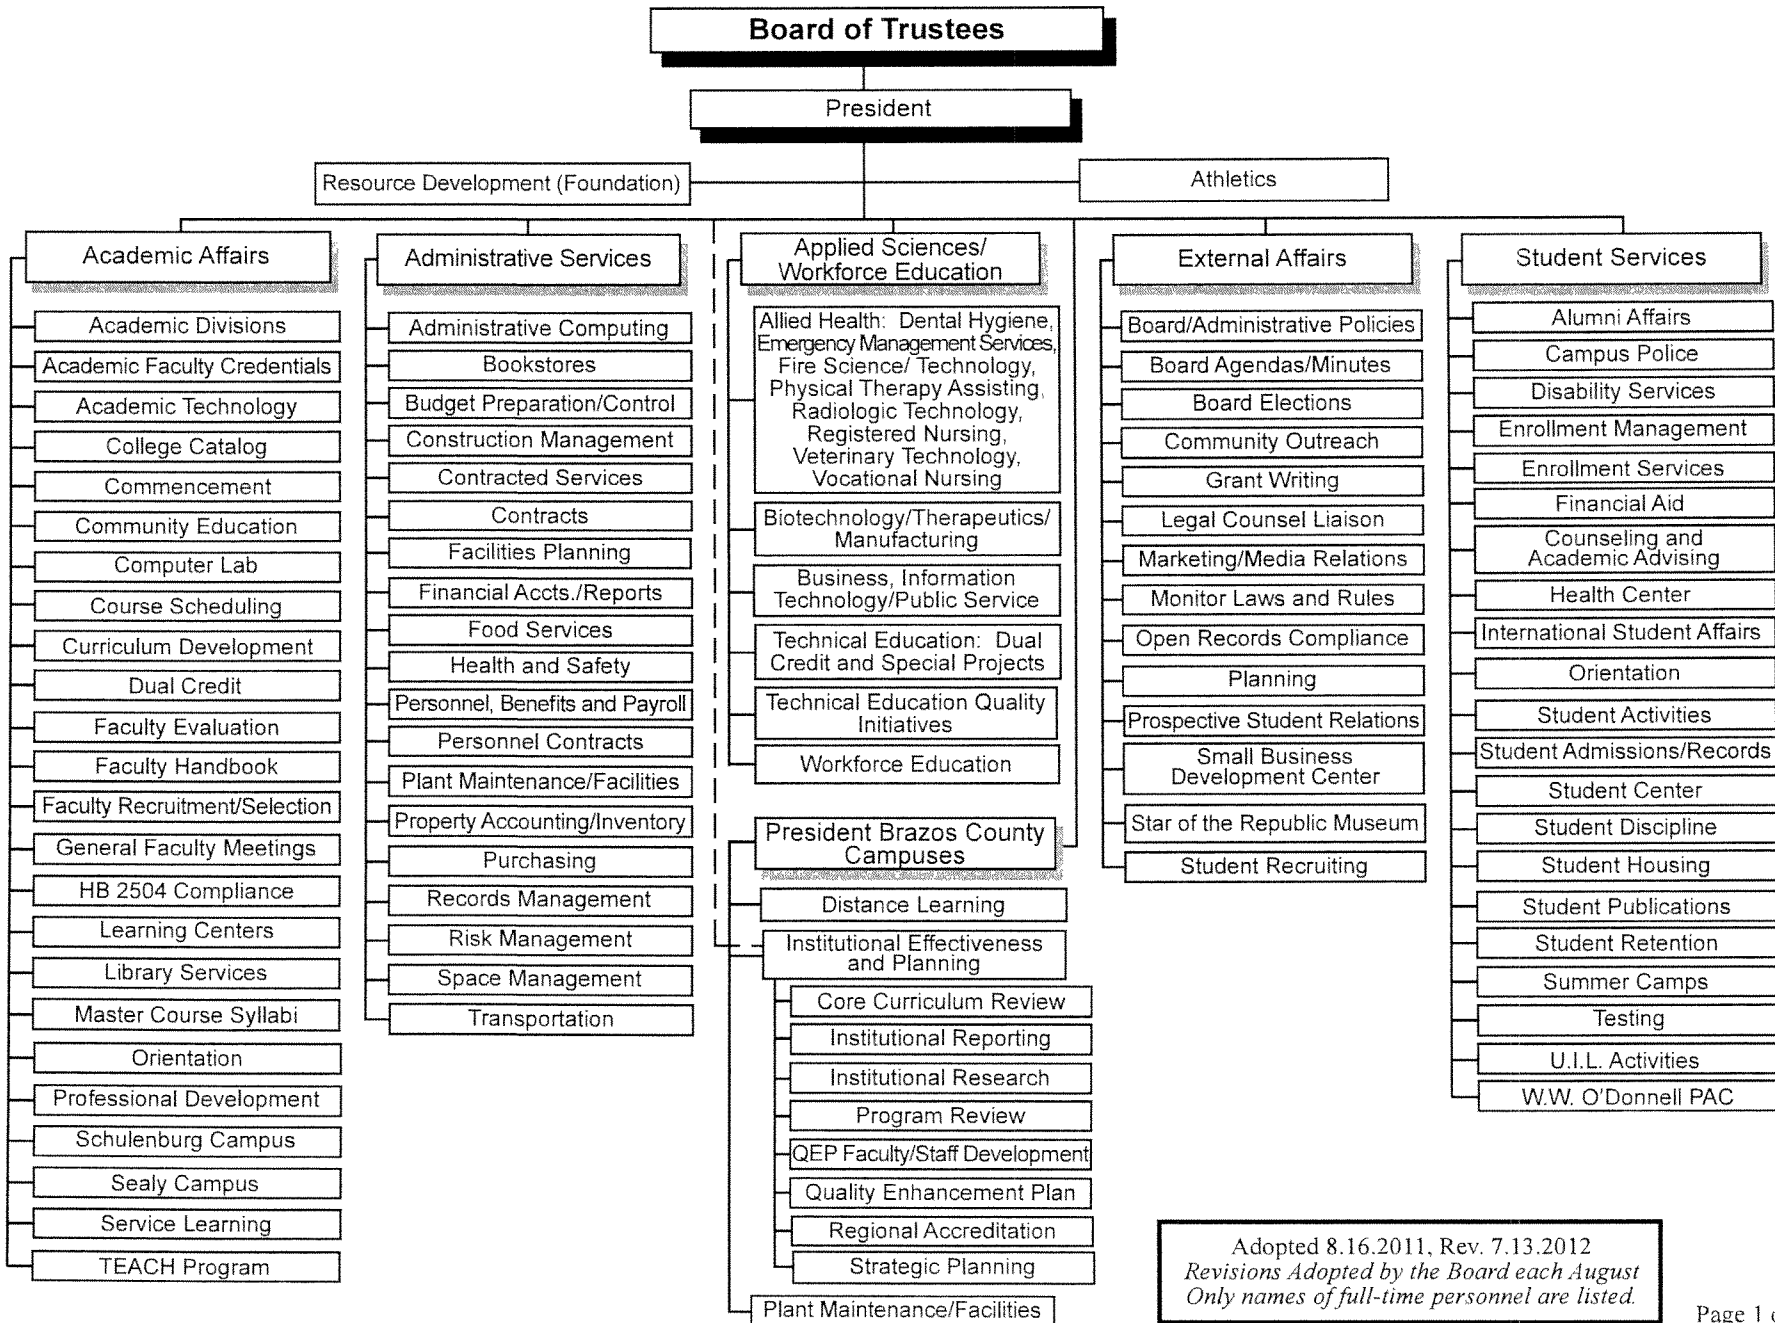 Board of Trustees
President
Resource Development (Foundation)
Athletics
Academic Affairs
Academic Divisions
Academic Faculty Credentials
Academic Technology
College Catalog
Commencement
Community Education
Computer Lab
Course Scheduling
Curriculum Development
Dual Credit
Faculty Evaluation
Faculty Handbook
Faculty Recruitment/Selection
General Faculty Meetings
HB 2504 Compliance
Learning Centers
Library Services
Master Course Syllabi
Orientation
Professional Development
Schulenburg Campus
Sealy Campus
Service Learning
TEACH Program
Administrative Services
Administrative Computing
Bookstores
Budget Preparation/Control
Construction Management
Contracted Services
Contracts
Facilities Planning
Financial Accts./Reports
Food Services
Health and Safety
Personnel, Benefits and Payroll
Personnel Contracts
Plant Maintenance/Facilities
Property Accounting/Inventory
Purchasing
Records Management
Risk Management
Space Management
Transportation
Applied Sciences/
Workforce Education
Allied Health: Dental Hygiene,
Emergency Management Services,
Fire Science/ Technology,
Physical Therapy Assisting,
Radiologic Technology,
Registered Nursing,
Veterinary Technology,
Vocational Nursing
Biotechnology/Therapeutics/
Manufacturing
Business, Information
Technology/Public Service
Technical Education: Dual
Credit and Special Projects
Technical Education Quality
Initiatives
Workforce Education
President Brazos County
Campuses
Distance Learning
Institutional Effectiveness
and Planning
Core Curriculum Review
Institutional Reporting
Institutional Research
Program Review
QEP Faculty/Staff Development
Quality Enhancement Plan
Regional Accreditation
Strategic Planning
Plant Maintenance/Facilities
External Affairs
Board/Administrative Policies
Board Agendas/Minutes
Board Elections
Community Outreach
Grant Writing
Legal Counsel Liaison
Marketing/Media Relations
Monitor Laws and Rules
Open Records Compliance
Planning
Prospective Student Relations
Small Business
Development Center
Star of the Republic Museum
Student Recruiting
Student Services
Alumni Affairs
Campus Police
Disability Services
Enrollment Management
Enrollment Services
Financial Aid
Counseling and
Academic Advising
Health Center
International Student Affairs
Orientation
Student Activities
Student Admissions/Records
Student Center
Student Discipline
Student Housing
Student Publications
Student Retention
Summer Camps
Testing
U.I.L. Activities
W.W. O'Donnell PAC
Adopted 8.16.2011, Rev. 7.13.2012
Revisions Adopted by the Board each August
Only names of full-time personnel are listed.
Page 1